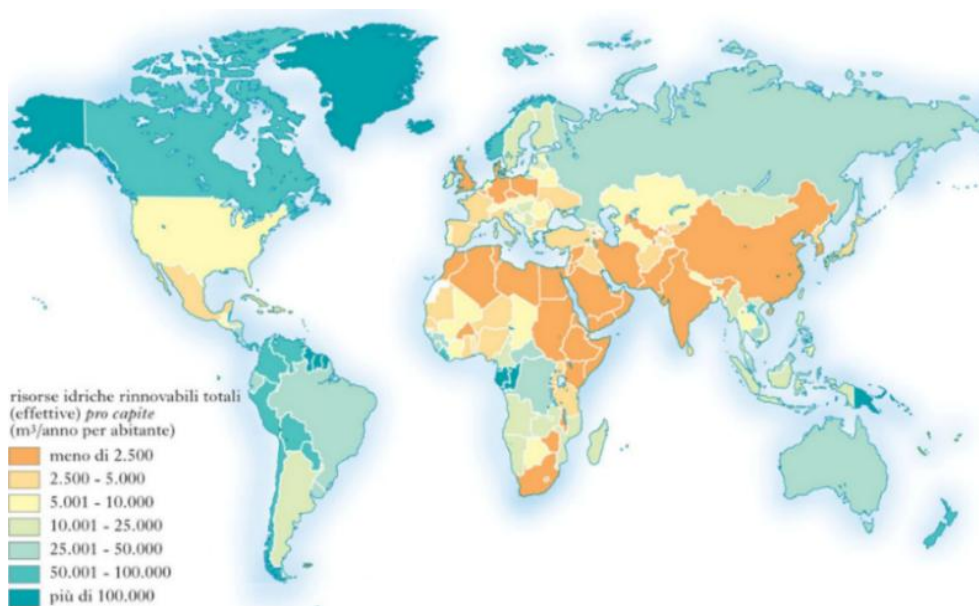 risorse idriche rinnovabili totali
(effettive) pro capite
(m³/anno per abitante)
meno di 2.500
2.500 - 5.000
5.001 - 10.000
10.001 - 25.000
25.001 - 50.000
50.001 - 100.000
più di 100.000